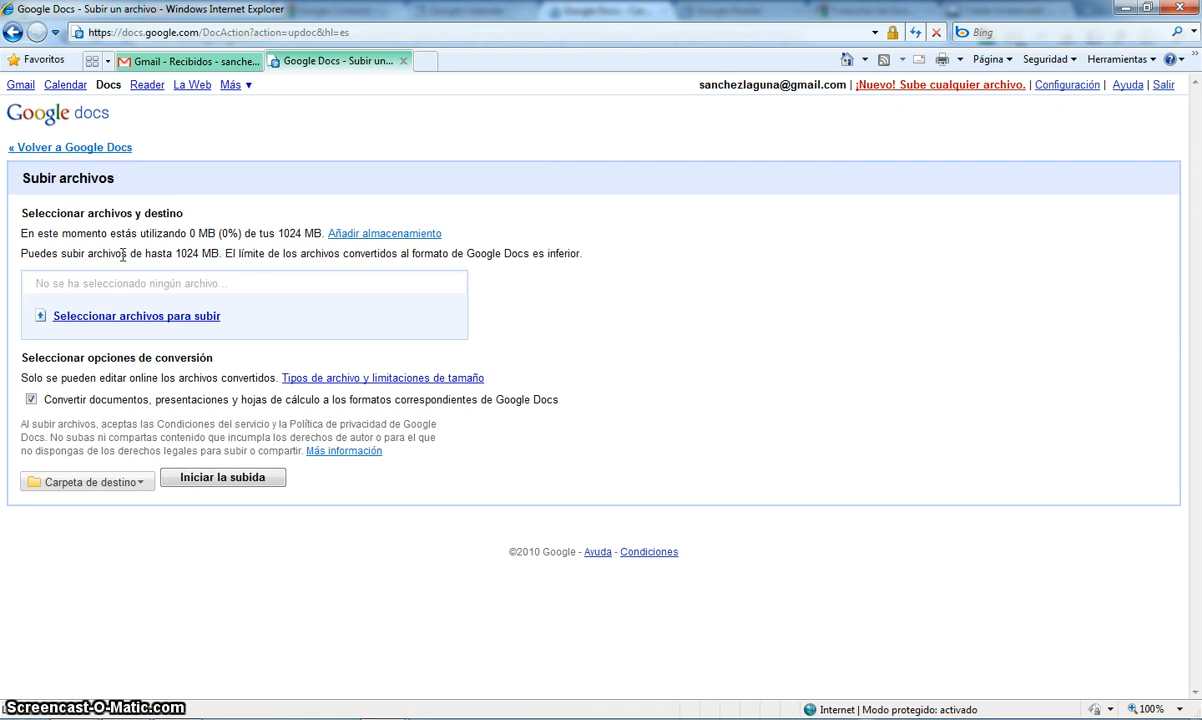 Google Docs - Subir un archivo - Windows Internet Explorer
https://docs.google.com/DocAction?action=updoc&hl=es
Bing
Favoritos
Gmail - Recibidos - sanche...
Google Docs - Subir un...
Página
Seguridad
Herramientas
Gmail Calendar Docs Reader La Web Más ▼
sanchezlaguna@gmail.com | ¡Nuevo! Sube cualquier archivo. | Configuración | Ayuda | Salir
Google docs
« Volver a Google Docs
Subir archivos
Seleccionar archivos y destino
En este momento estás utilizando 0 MB (0%) de tus 1024 MB. Añadir almacenamiento
Puedes subir archivos de hasta 1024 MB. El límite de los archivos convertidos al formato de Google Docs es inferior.
No se ha seleccionado ningún archivo...
Seleccionar archivos para subir
Seleccionar opciones de conversión
Solo se pueden editar online los archivos convertidos. Tipos de archivo y limitaciones de tamaño
Convertir documentos, presentaciones y hojas de cálculo a los formatos correspondientes de Google Docs
Al subir archivos, aceptas las Condiciones del servicio y la Política de privacidad de Google
Docs. No subas ni compartas contenido que incumpla los derechos de autor o para el que
no dispongas de los derechos legales para subir o compartir. Más información
Carpeta de destino
Iniciar la subida
©2010 Google - Ayuda - Condiciones
Screencast-O-Matic.com
Internet | Modo protegido: activado
100%